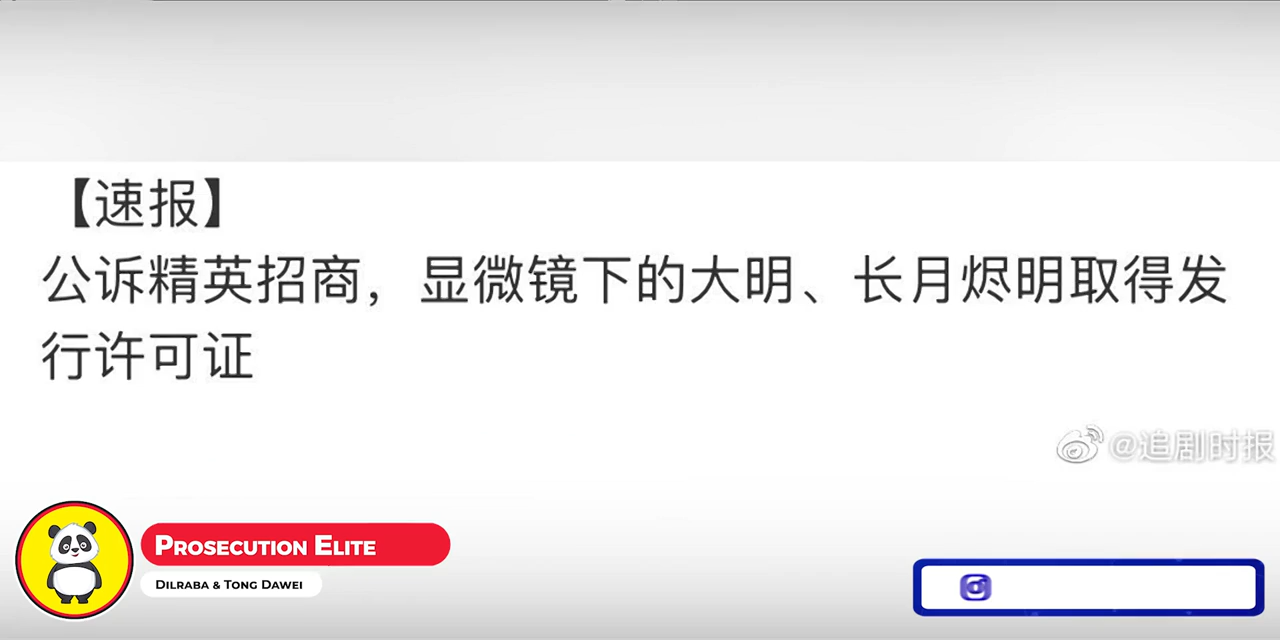 【速报】
公诉精英招商，显微镜下的大明、长月烬明取得发
行许可证
@追剧时报
PROSECUTION ELITE
DILRABA & TONG DAWEI